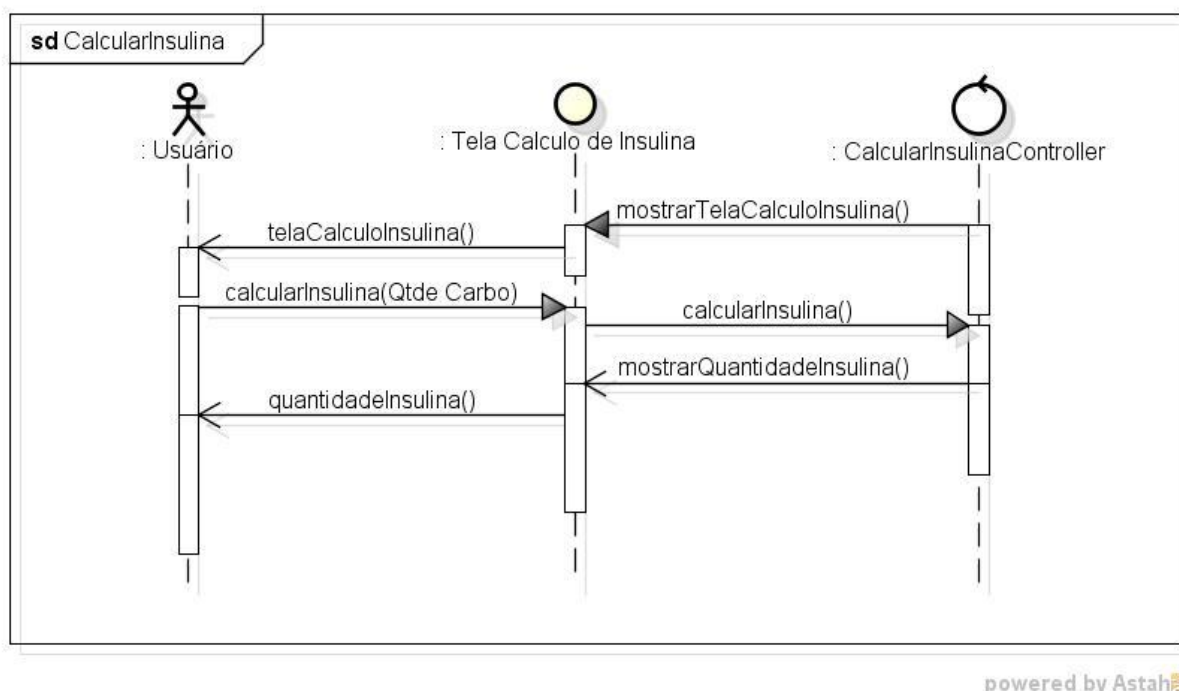 sd CalcularInsulina
: Usuário
: Tela Calculo de Insulina
: CalcularInsulinaController
mostrarTelaCalculoInsulina()
telaCalculoInsulina()
calcularInsulina(Qtde Carbo)
calcularInsulina()
mostrarQuantidadeInsulina()
quantidadeInsulina()
powered by Astah